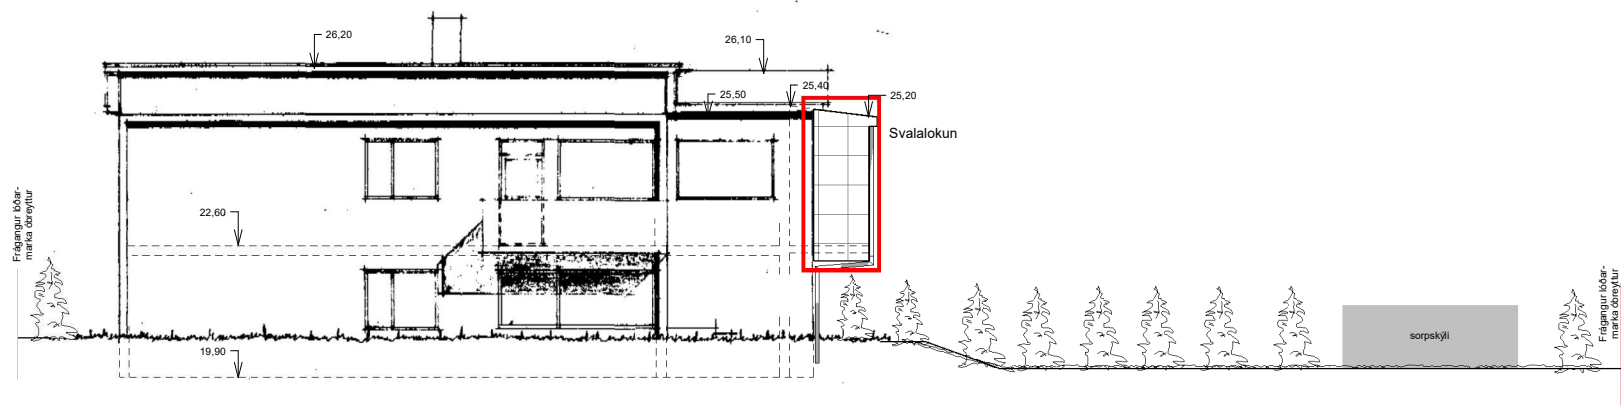 26,20
26,10
25,40
25,50
25,20
Svalalokun
22,60
Frágangur lóðar-
marka óbreyttur
19,90
sorpskýli
Frágangur lóðar-
marka óbreyttur